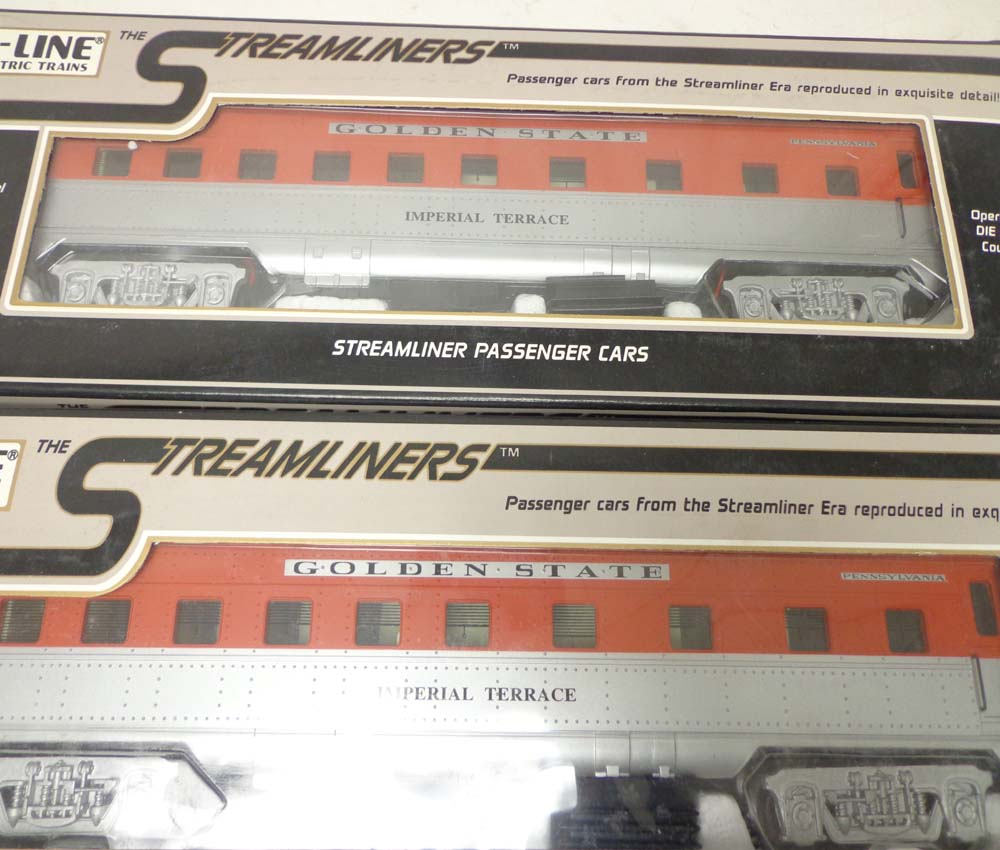 -LINE®
TRIC TRAINS
THE STREAMLINERS™
Passenger cars from the Streamliner Era reproduced in exquisite detail!
GOLDEN·STATE
PENNSYLVANIA
IMPERIAL TERRACE
Oper
DIE
Cou
STREAMLINER PASSENGER CARS
THE STREAMLINERS™
Passenger cars from the Streamliner Era reproduced in exq
GOLDEN·STATE
PENNSYLVANIA
IMPERIAL TERRACE